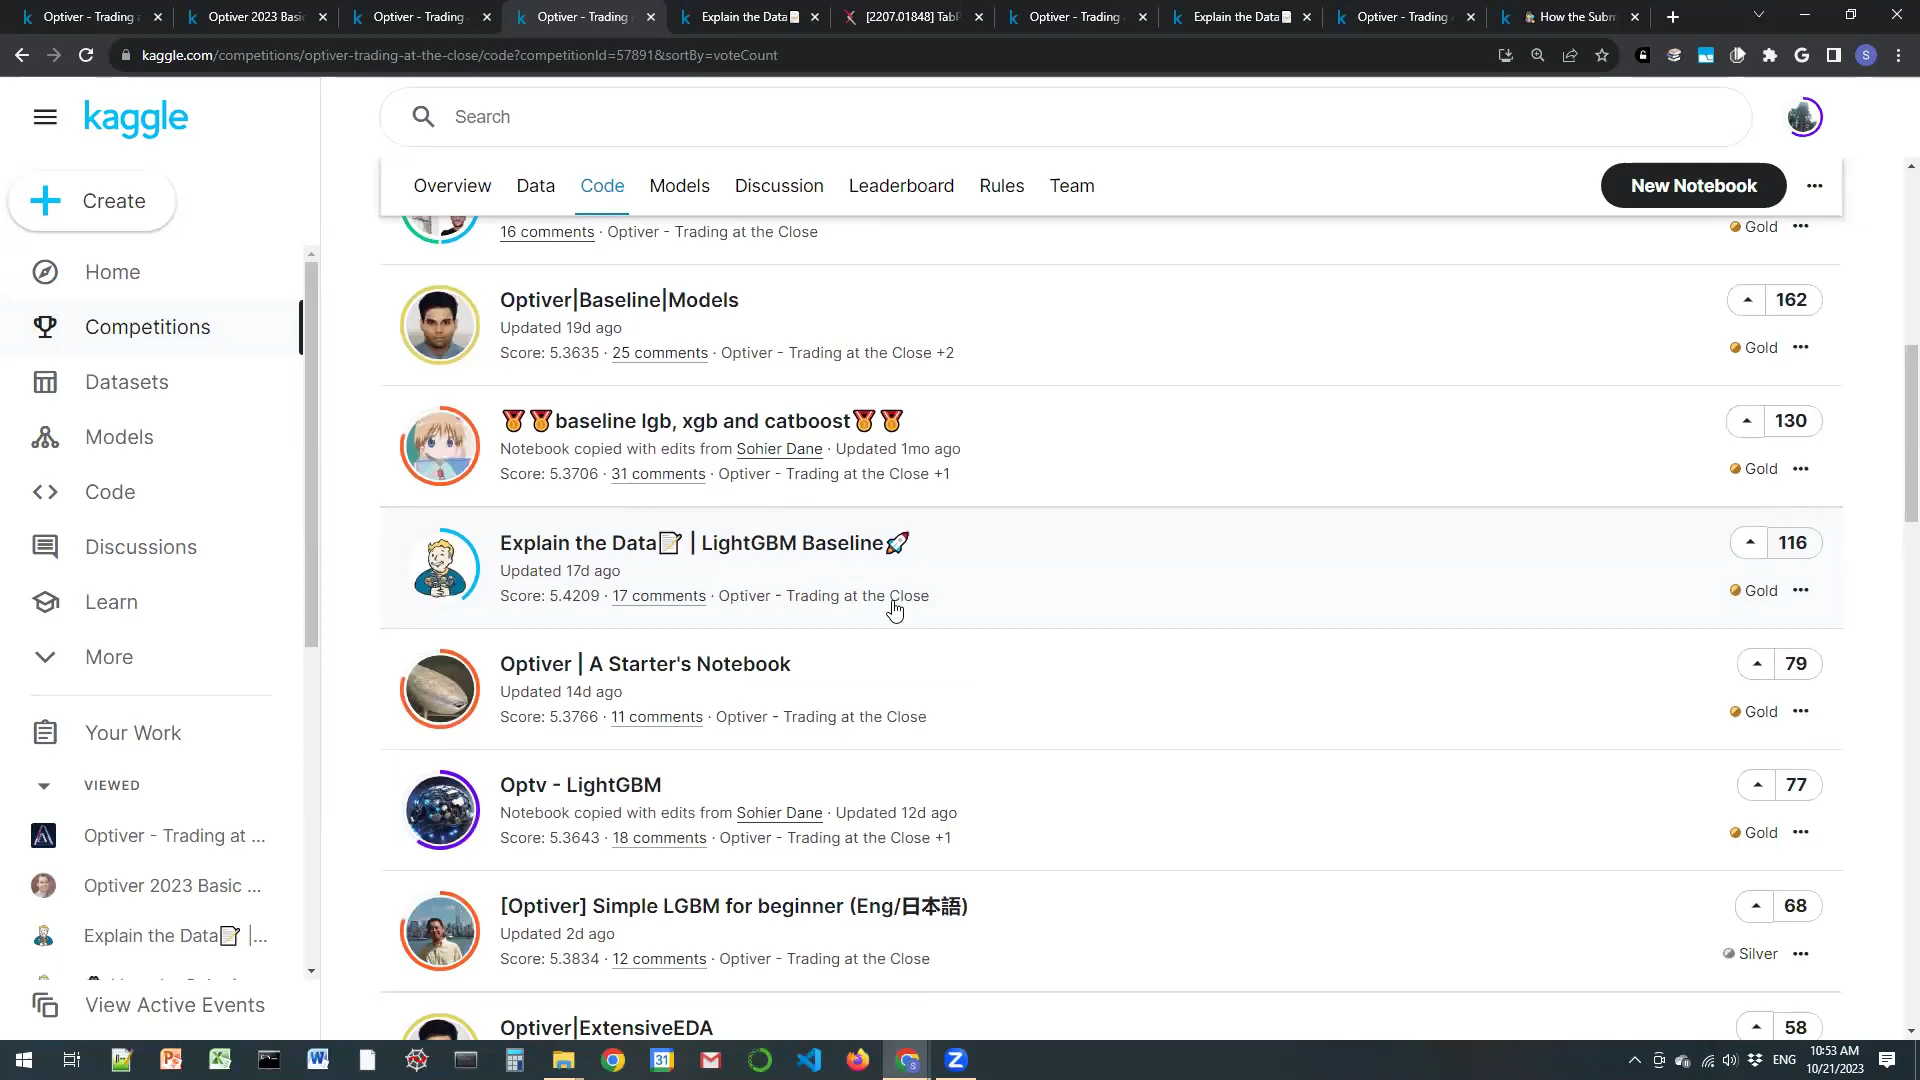 Optiver - Trading
Optiver 2023 Basic
Optiver - Trading
Optiver - Trading
Explain the Data📝
[2207.01848] TabP
Optiver - Trading
Explain the Data📝
Optiver - Trading
How the Subm
kaggle.com/competitions/optiver-trading-at-the-close/code?competitionId=57891&sortBy=voteCount
S
kaggle
Search
Overview Data Code Models Discussion Leaderboard Rules Team
New Notebook
Create
Home
Competitions
Datasets
Models
Code
Discussions
Learn
More
Your Work
VIEWED
Optiver - Trading at ...
Optiver 2023 Basic ...
Explain the Data📝 |...
View Active Events
16 comments · Optiver - Trading at the Close
Gold
Optiver|Baseline|Models
Updated 19d ago
Score: 5.3635 · 25 comments · Optiver - Trading at the Close +2
162
Gold
🏅🏅baseline lgb, xgb and catboost🏅🏅
Notebook copied with edits from Sohier Dane · Updated 1mo ago
Score: 5.3706 · 31 comments · Optiver - Trading at the Close +1
130
Gold
Explain the Data📝 | LightGBM Baseline🚀
Updated 17d ago
Score: 5.4209 · 17 comments · Optiver - Trading at the Close
116
Gold
Optiver | A Starter's Notebook
Updated 14d ago
Score: 5.3766 · 11 comments · Optiver - Trading at the Close
79
Gold
Optv - LightGBM
Notebook copied with edits from Sohier Dane · Updated 12d ago
Score: 5.3643 · 18 comments · Optiver - Trading at the Close +1
77
Gold
[Optiver] Simple LGBM for beginner (Eng/日本語)
Updated 2d ago
Score: 5.3834 · 12 comments · Optiver - Trading at the Close
68
Silver
Optiver|ExtensiveEDA
58
ENG
10:53 AM
10/21/2023